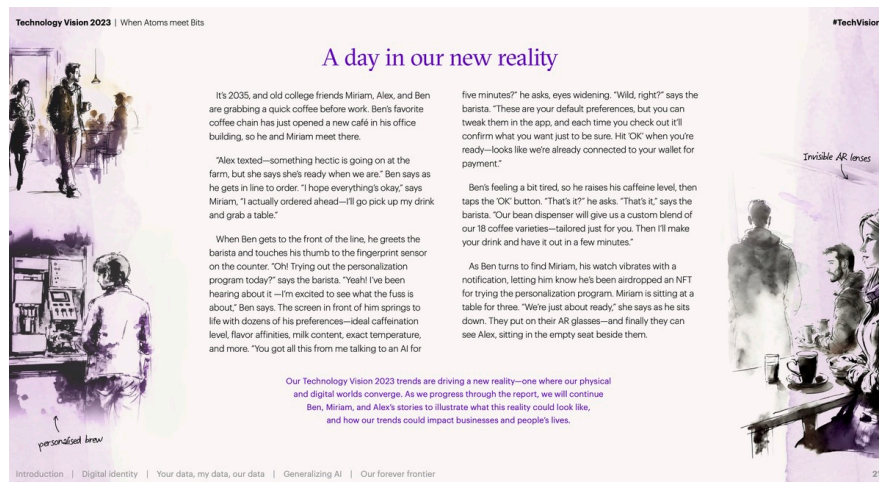 Technology Vision 2023 | When Atoms meet Bits
#TechVision
A day in our new reality
It's 2035, and old college friends Miriam, Alex, and Ben
are grabbing a quick coffee before work. Ben's favorite
coffee chain has just opened a new café in his office
building, so he and Miriam meet there.
"Alex texted—something hectic is going on at the
farm, but she says she's ready when we are." Ben says as
he gets in line to order. "I hope everything's okay," says
Miriam, "I actually ordered ahead—I'll go pick up my drink
and grab a table."
When Ben gets to the front of the line, he greets the
barista and touches his thumb to the fingerprint sensor
on the counter. "Oh! Trying out the personalization
program today?" says the barista. "Yeah! I've been
hearing about it —I'm excited to see what the fuss is
about," Ben says. The screen in front of him springs to
life with dozens of his preferences—ideal caffeination
level, flavor affinities, milk content, exact temperature,
and more. "You got all this from me talking to an AI for
five minutes?" he asks, eyes widening. "Wild, right?" says the
barista. "These are your default preferences, but you can
tweak them in the app, and each time you check out it'll
confirm what you want just to be sure. Hit 'OK' when you're
ready—looks like we're already connected to your wallet for
payment."
Ben's feeling a bit tired, so he raises his caffeine level, then
taps the 'OK' button. "That's it?" he asks. "That's it," says the
barista. "Our bean dispenser will give us a custom blend of
our 18 coffee varieties—tailored just for you. Then I'll make
your drink and have it out in a few minutes."
As Ben turns to find Miriam, his watch vibrates with a
notification, letting him know he's been airdropped an NFT
for trying the personalization program. Miriam is sitting at a
table for three. "We're just about ready," she says as he sits
down. They put on their AR glasses—and finally they can
see Alex, sitting in the empty seat beside them.
Invisible AR lenses
personalised brew
Our Technology Vision 2023 trends are driving a new reality—one where our physical
and digital worlds converge. As we progress through the report, we will continue
Ben, Miriam, and Alex's stories to illustrate what this reality could look like,
and how our trends could impact businesses and people's lives.
Introduction | Digital identity | Your data, my data, our data | Generalizing AI | Our forever frontier